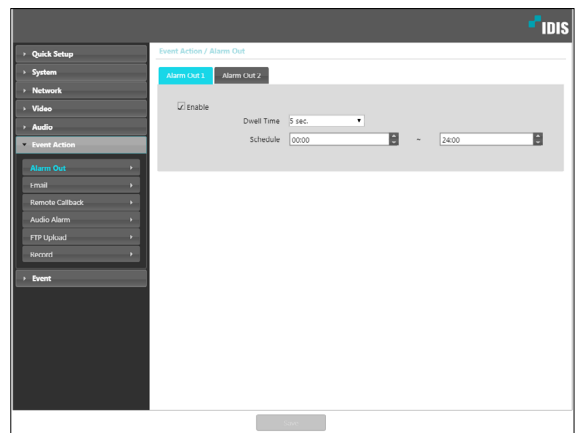 IDIS
Quick Setup
System
Network
Video
Audio
Event Action
Alarm Out
Email
Remote Callback
Audio Alarm
FTP Upload
Record
Event
Event Action / Alarm Out
Alarm Out 1 Alarm Out 2
Enable
Dwell Time 5 sec.
Schedule 00:00 ~ 24:00
Save